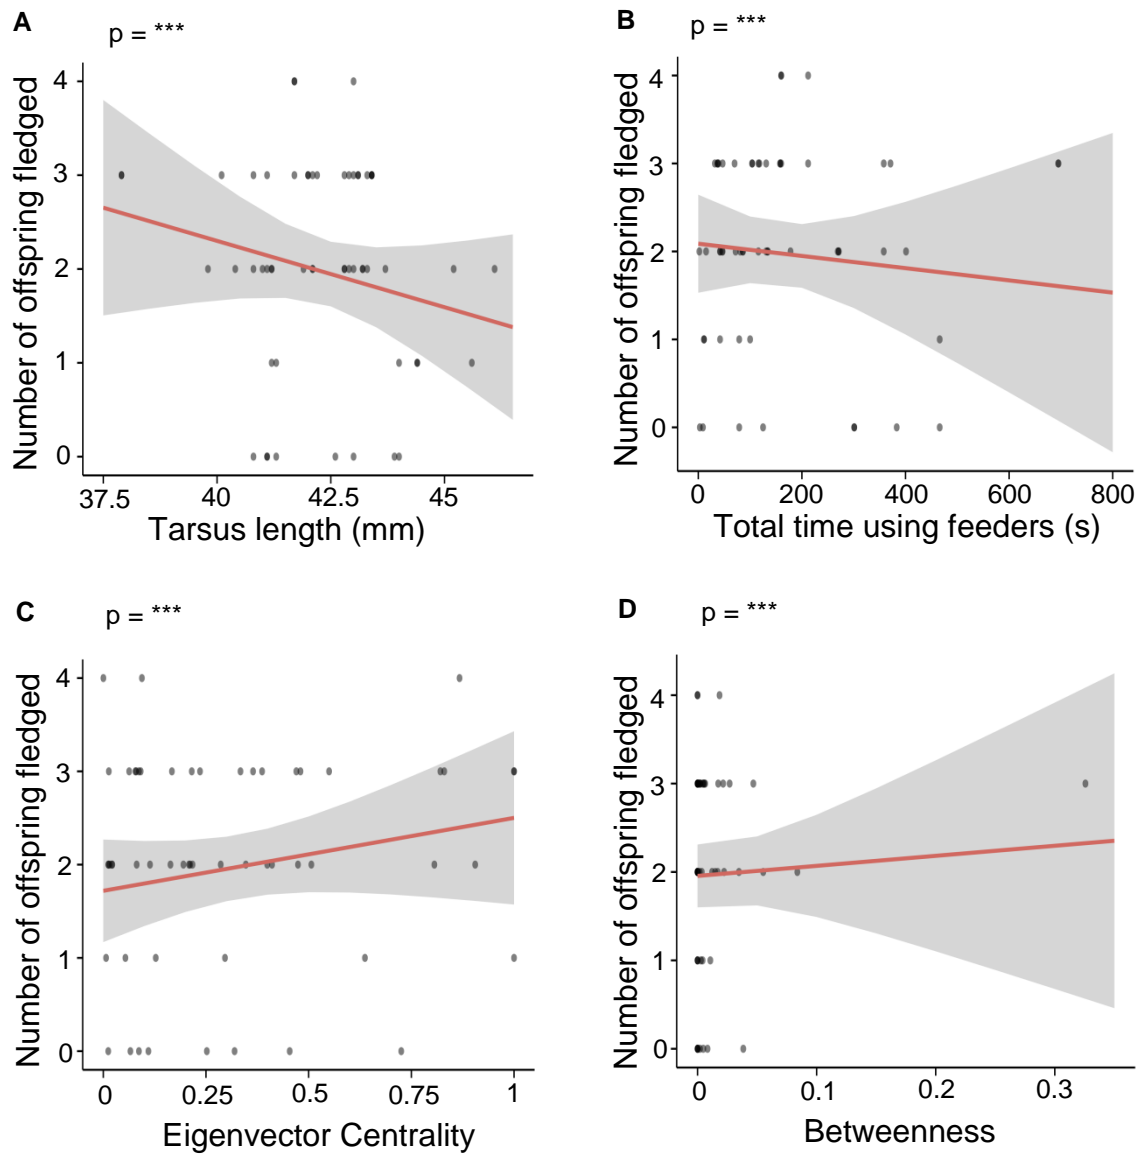 A
p = ***
Number of offspring fledged
4
3
2
1
0
37.5 40 42.5 45
Tarsus length (mm)
B
p = ***
Number of offspring fledged
4
3
2
1
0
0 200 400 600 800
Total time using feeders (s)
C
p = ***
Number of offspring fledged
4
3
2
1
0
0 0.25 0.5 0.75 1
Eigenvector Centrality
D
p = ***
Number of offspring fledged
4
3
2
1
0
0 0.1 0.2 0.3
Betweenness